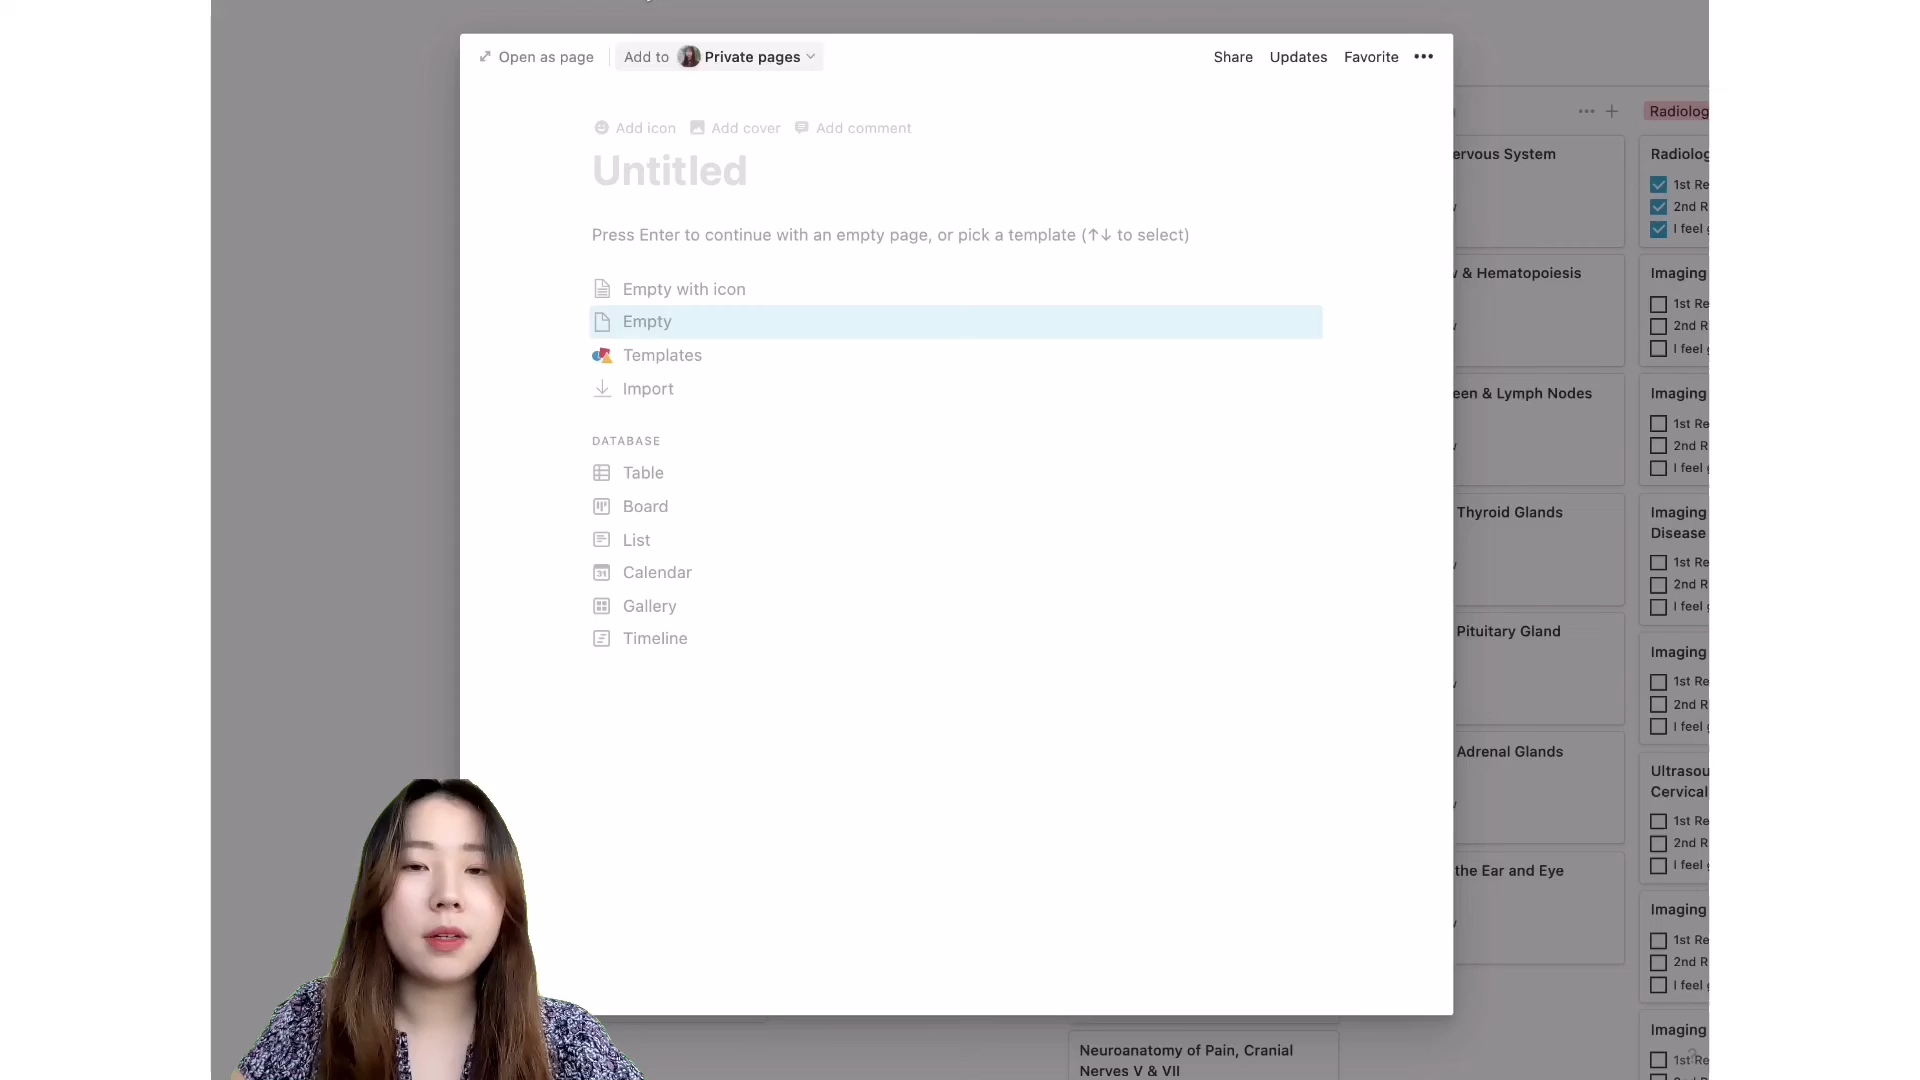 Open as page
Add to Private pages
Share Updates Favorite
Add icon Add cover Add comment
Untitled
Press Enter to continue with an empty page, or pick a template (↑↓ to select)
Empty with icon
Empty
Templates
Import
DATABASE
Table
Board
List
Calendar
Gallery
Timeline
ervous System
& Hematopoiesis
een & Lymph Nodes
Thyroid Glands
Pituitary Gland
Adrenal Glands
the Ear and Eye
Neuroanatomy of Pain, Cranial
Nerves V & VII
Radiolog
Radiolog
1st Re
2nd R
I feel
Imaging
1st Re
2nd R
I feel
Imaging
1st Re
2nd R
I feel
Imaging
Disease
1st Re
2nd R
I feel
Imaging
1st Re
2nd R
I feel
Ultrasou
Cervical
1st Re
2nd R
I feel
Imaging
1st Re
2nd R
I feel
Imaging
1st Re